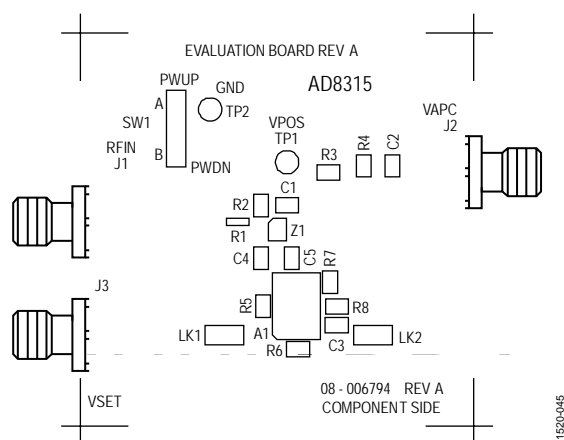 EVALUATION BOARD REV A
PWUP
GND
AD8315
A
TP2
SW1
VPOS
TP1
VAPC
J2
RFIN
J1
B
PWDN
R3
R4
C2
R2
C1
R1
Z1
C4
C5
R7
J3
R5
R8
LK1
A1
C3
LK2
R6
VSET
08-006794 REV A
COMPONENT SIDE
1520-045